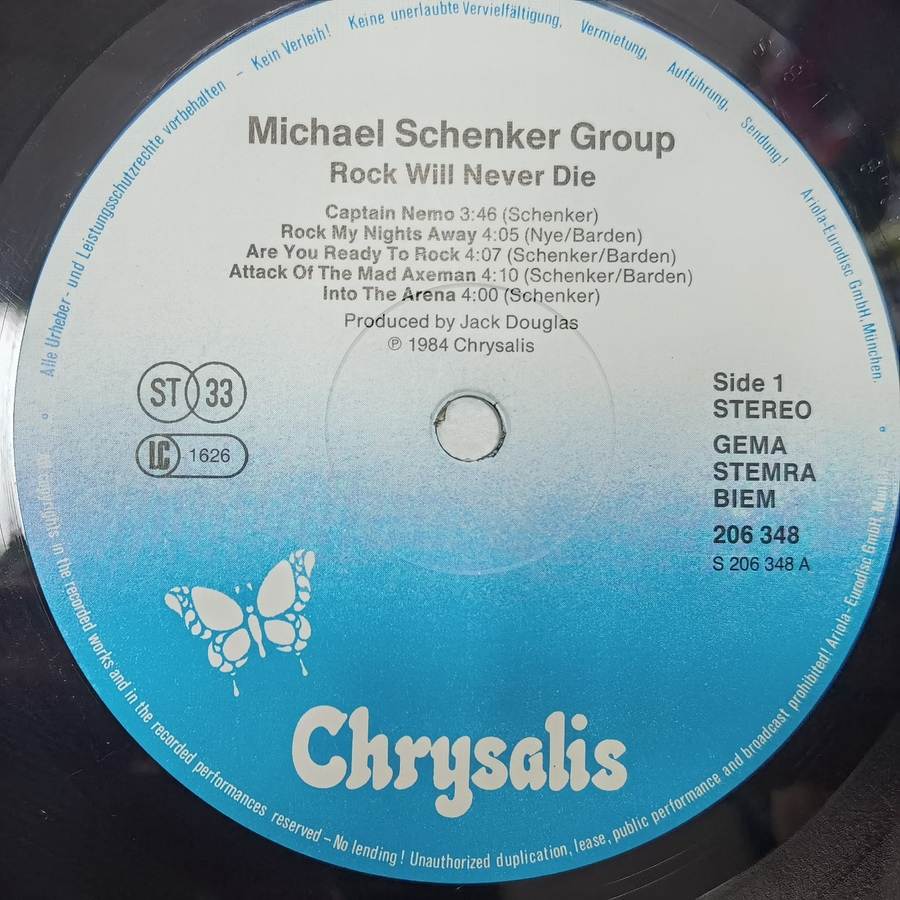 Alle Urheber- und Leistungsschutzrechte vorbehalten – Kein Verleih! Keine unerlaubte Vervielfältigung, Vermietung, Aufführung, Sendung! Ariola-Eurodisc GmbH, München.
Michael Schenker Group
Rock Will Never Die
Captain Nemo 3:46 (Schenker)
Rock My Nights Away 4:05 (Nye/Barden)
Are You Ready To Rock 4:07 (Schenker/Barden)
Attack Of The Mad Axeman 4:10 (Schenker/Barden)
Into The Arena 4:00 (Schenker)
Produced by Jack Douglas
℗ 1984 Chrysalis
ST 33
LC 1626
Side 1
STEREO
GEMA
STEMRA
BIEM
206 348
S 206 348 A
Chrysalis
in the recorded works and in the recorded performances reserved – No lending! Unauthorized duplication, lease, public performance and broadcast prohibited! Ariola-Eurodisc GmbH,